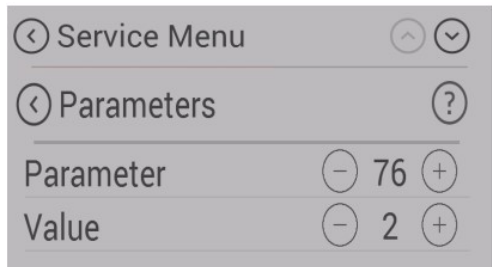 Service Menu
Parameters ?
Parameter - 76 +
Value - 2 +